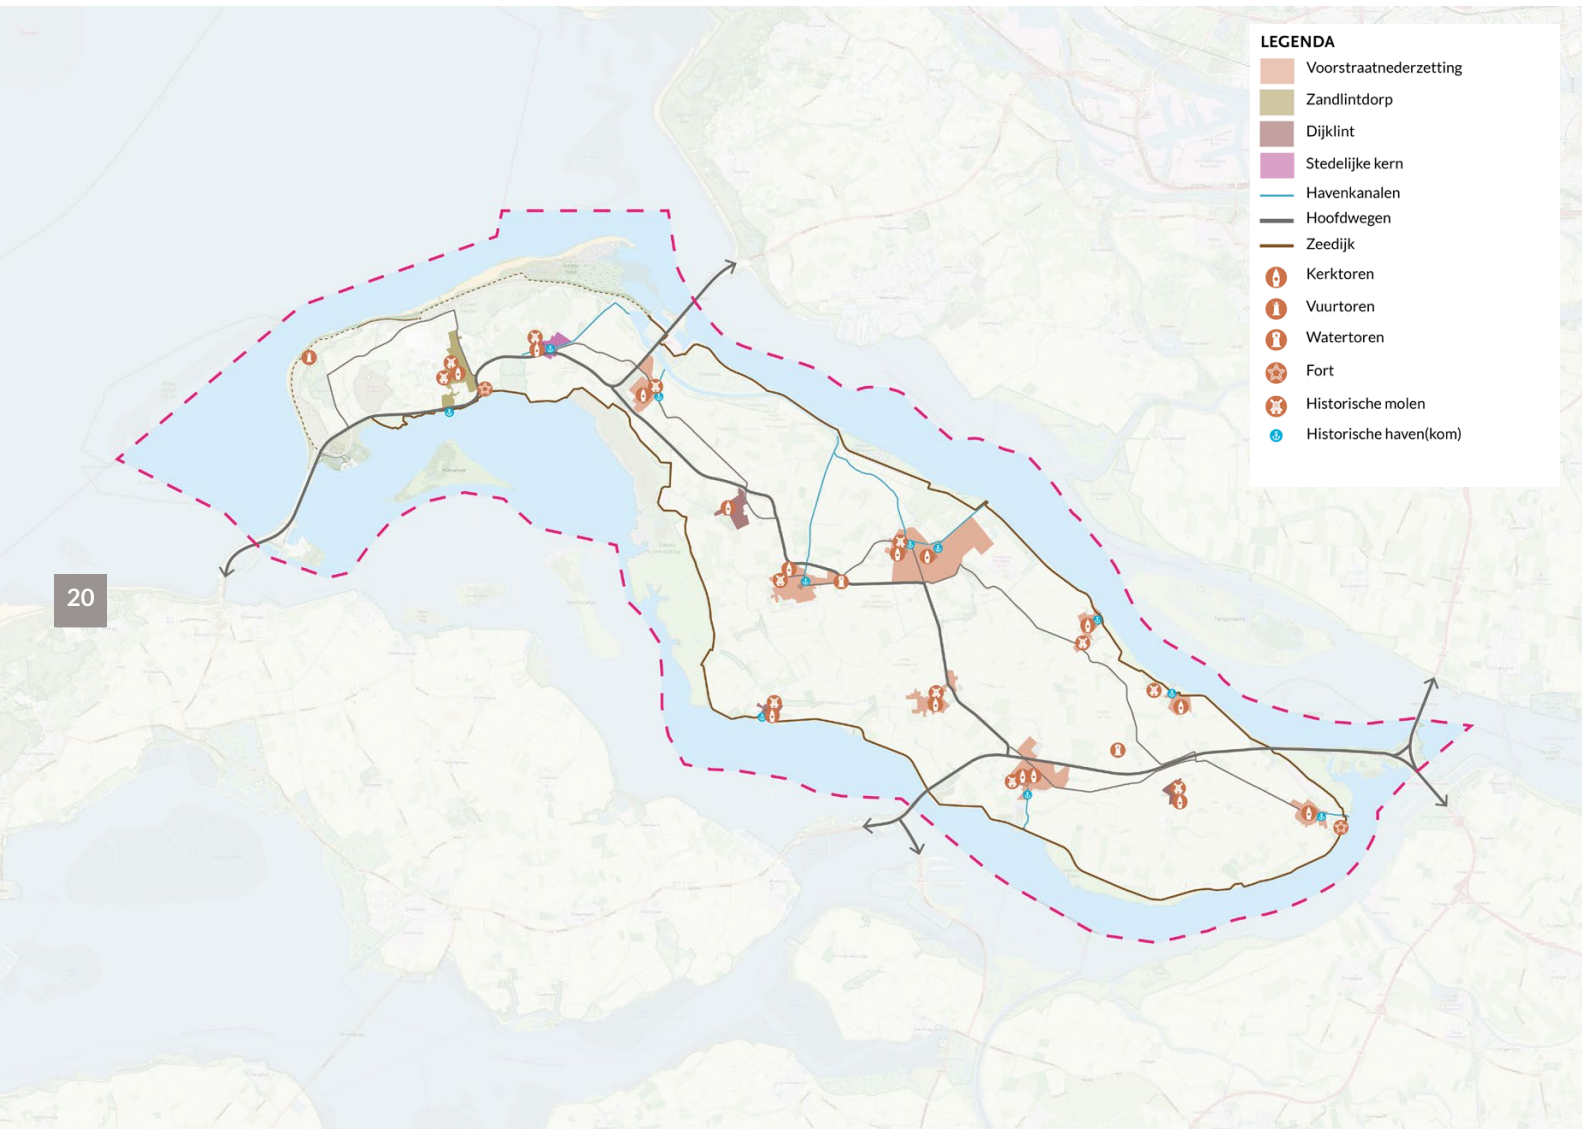 LEGENDA
Voorstraatnederzetting
Zandlintdorp
Dijklint
Stedelijke kern
Havenkanalen
Hoofdwegen
Zeedijk
Kerktoren
Vuurtoren
Watertoren
Fort
Historische molen
Historische haven(kom)
20